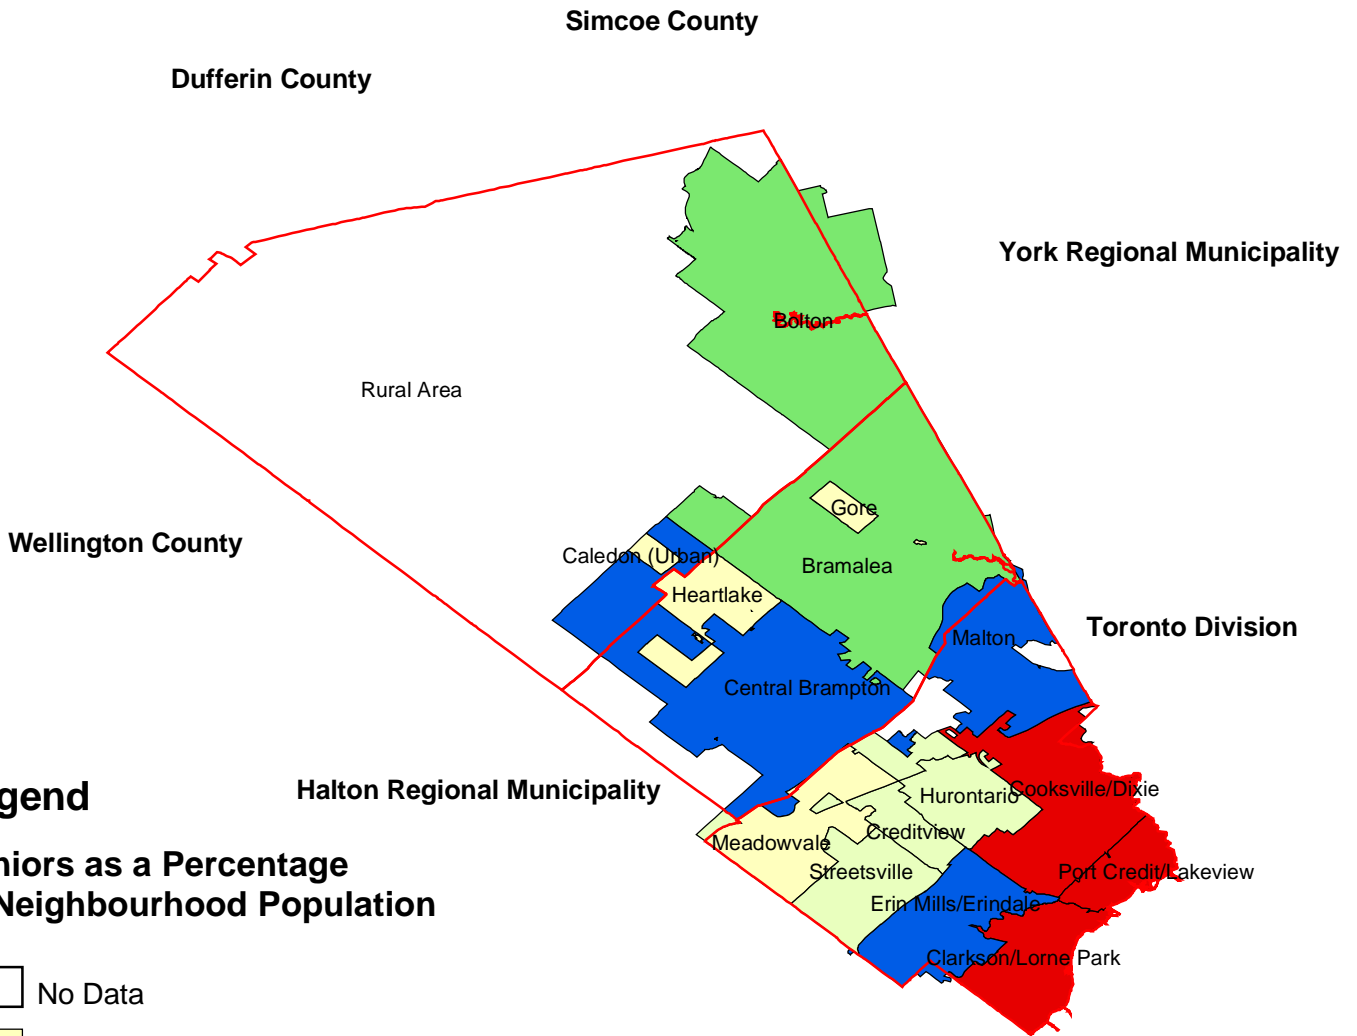 Simcoe County
Dufferin County
York Regional Municipality
Bolton
Rural Area
Gore
Wellington County
Caledon (Urban)
Bramalea
Heartlake
Malton
Toronto Division
Central Brampton
Halton Regional Municipality
Cooksville/Dixie
Hurontario
Creditview
Meadowvale
Streetsville
Port Credit/Lakeview
Erin Mills/Erindale
Clarkson/Lorne Park
gend
niors as a Percentage
Neighbourhood Population
No Data